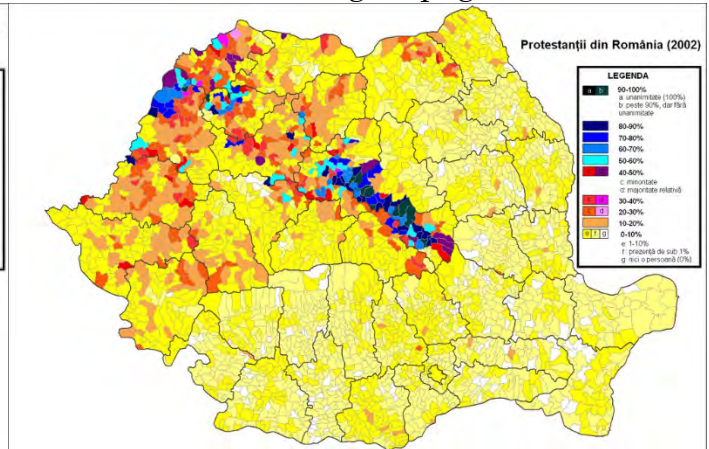 Protestanții din România (2002)
LEGENDA
a b 90-100%
a: unanimitate (100%)
b: peste 90%, dar fără
unanimitate
80-90%
70-80%
60-70%
50-60%
40-50%
c: minoritate
d: majoritate relativă
30-40%
20-30%
10-20%
e f g 0-10%
e: 1-10%
f: prezență de sub 1%
g: nici o persoană (0%)